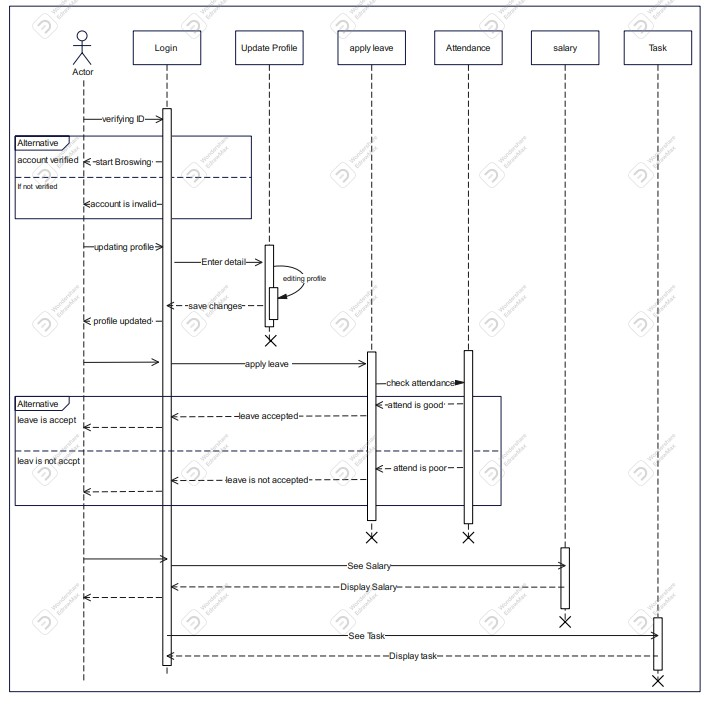 Login
Update Profile
apply leave
Attendance
salary
Task
Actor
verifying ID
Alternative
account verified
start Broswing
If not verified
account is invalid
updating profile
Enter detail
editing profile
save changes
profile updated
apply leave
check attendance
Alternative
attend is good
leave accepted
leave is accept
leav is not accpt
attend is poor
leave is not accepted
See Salary
Display Salary
See Task
Display task
Wondershare
EdrawMax